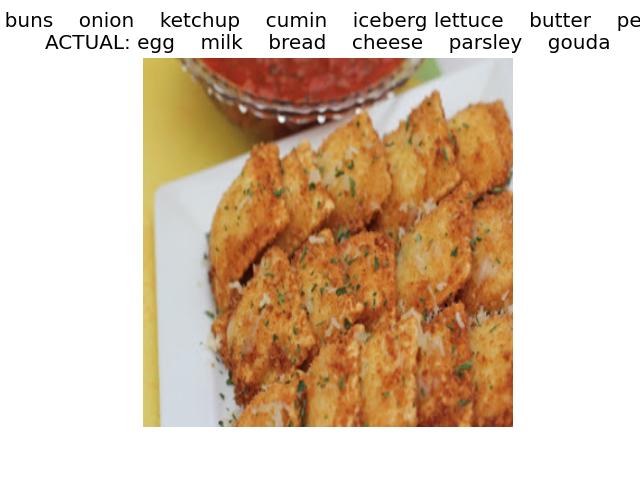 buns onion ketchup cumin iceberg lettuce butter
ACTUAL: egg milk bread cheese parsley gouda